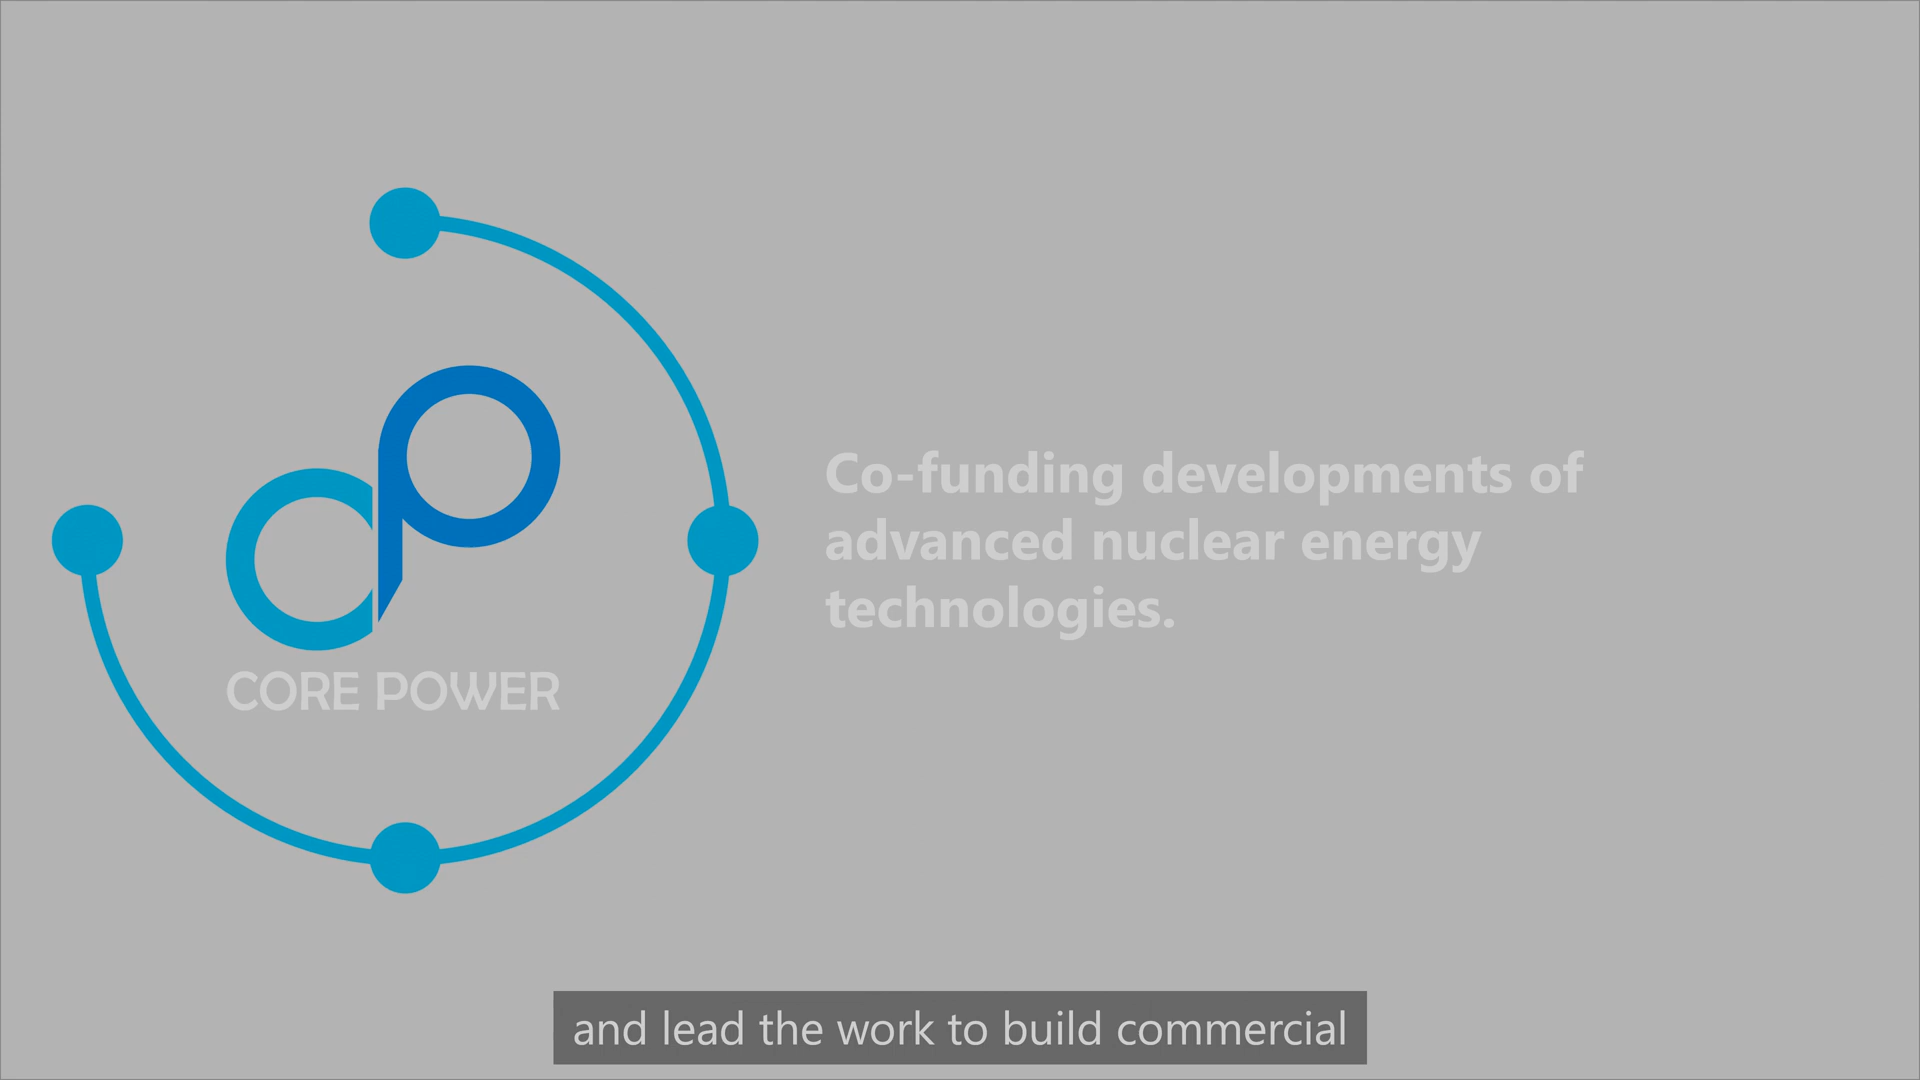 Co-funding developments of
advanced nuclear energy
technologies.
CORE POWER
and lead the work to build commercial